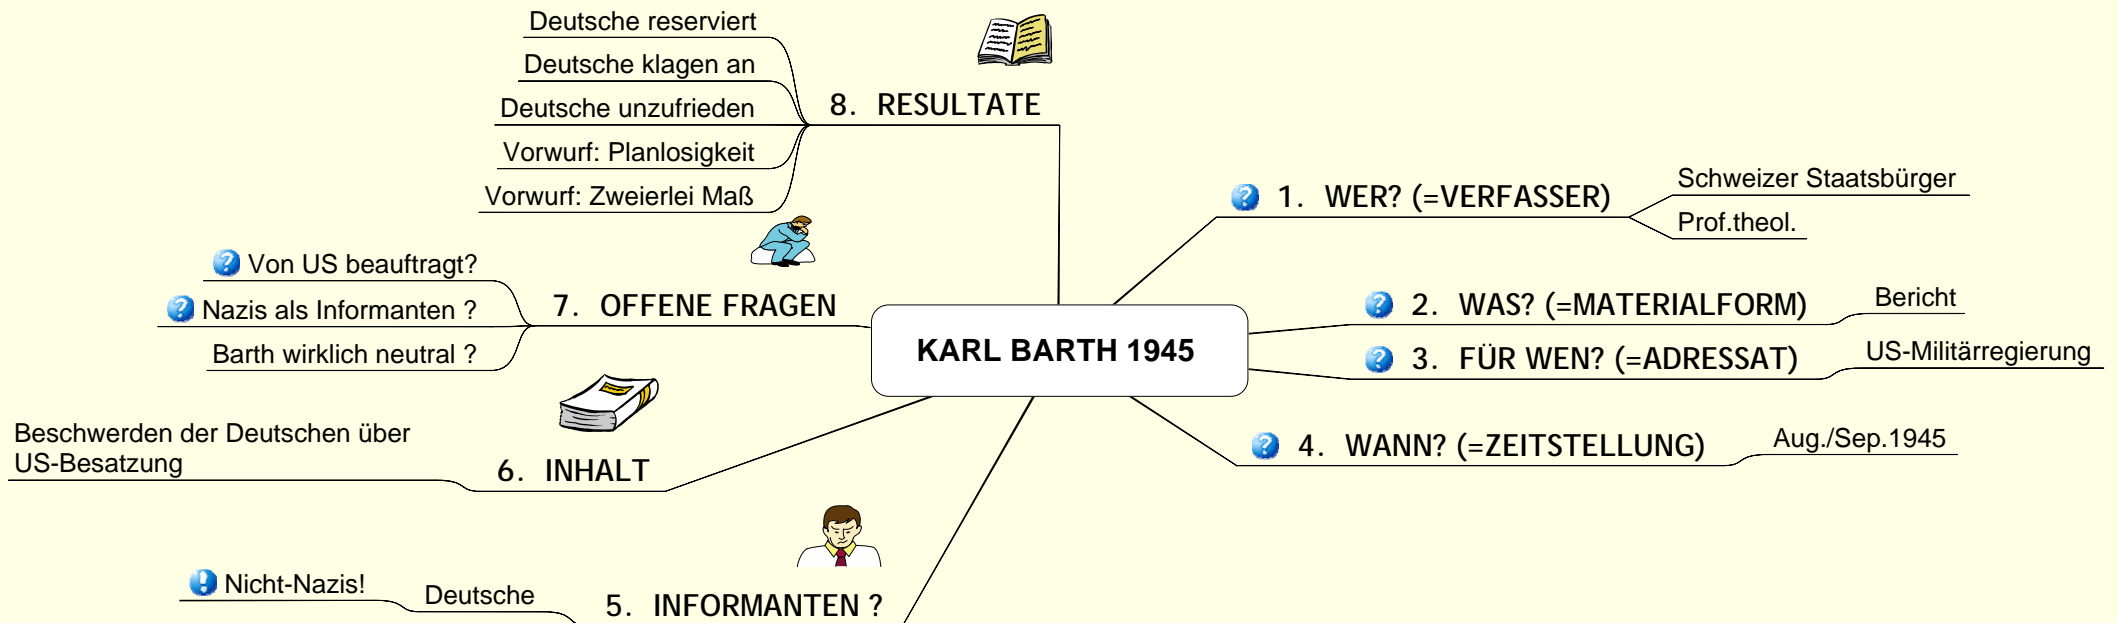 KARL BARTH 1945
1. WER? (=VERFASSER)
Schweizer Staatsbürger
Prof.theol.
2. WAS? (=MATERIALFORM)
Bericht
3. FÜR WEN? (=ADRESSAT)
US-Militärregierung
4. WANN? (=ZEITSTELLUNG)
Aug./Sep.1945
5. INFORMANTEN ?
Deutsche
Nicht-Nazis!
6. INHALT
Beschwerden der Deutschen über
US-Besatzung
7. OFFENE FRAGEN
Von US beauftragt?
Nazis als Informanten ?
Barth wirklich neutral ?
8. RESULTATE
Deutsche reserviert
Deutsche klagen an
Deutsche unzufrieden
Vorwurf: Planlosigkeit
Vorwurf: Zweierlei Maß